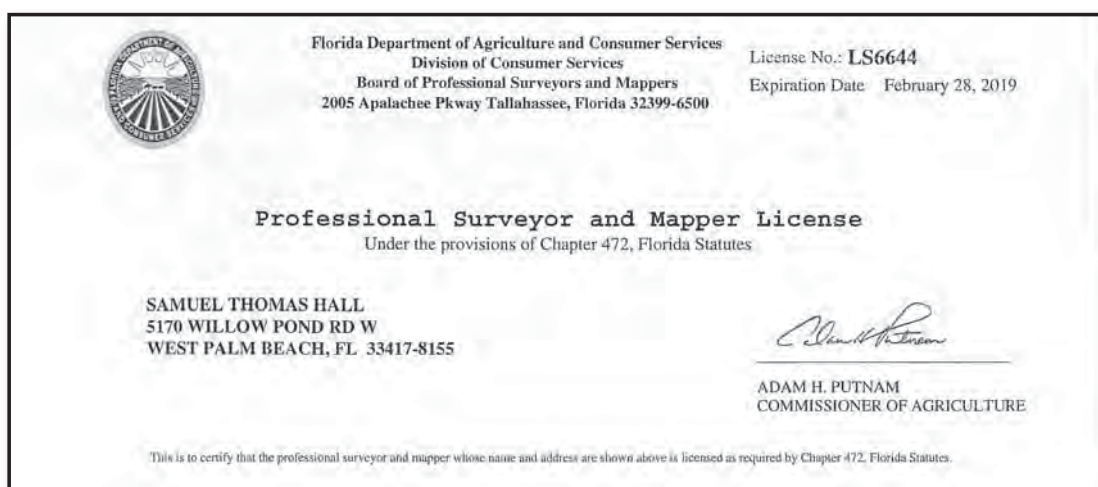 Florida Department of Agriculture and Consumer Services
Division of Consumer Services
Board of Professional Surveyors and Mappers
2005 Apalachee Pkway Tallahassee, Florida 32399-6500
License No.: LS6644
Expiration Date February 28, 2019
Professional Surveyor and Mapper License
Under the provisions of Chapter 472, Florida Statutes
SAMUEL THOMAS HALL
5170 WILLOW POND RD W
WEST PALM BEACH, FL 33417-8155
ADAM H. PUTNAM
COMMISSIONER OF AGRICULTURE
This is to certify that the professional surveyor and mapper whose name and address are shown above is licensed as required by Chapter 472, Florida Statutes.